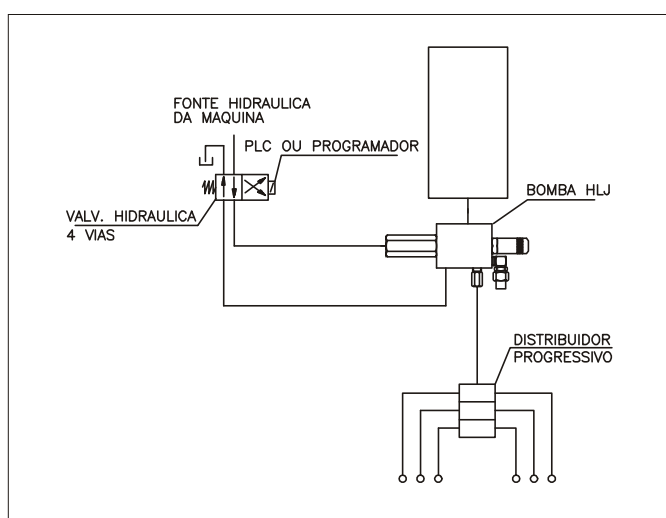 FONTE HIDRAULICA
DA MAQUINA
PLC OU PROGRAMADOR
BOMBA HLJ
VALV. HIDRAULICA
4 VIAS
DISTRIBUIDOR
PROGRESSIVO